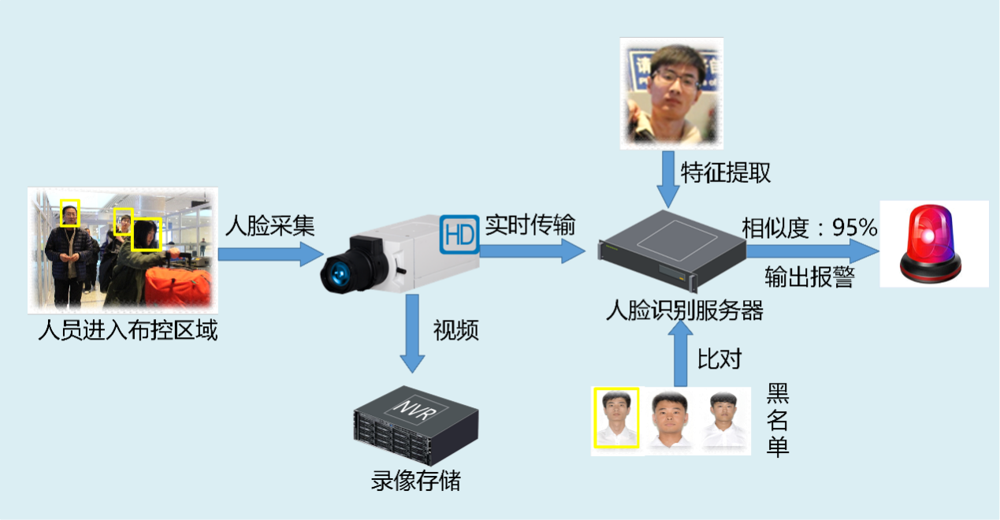 请
特征提取
人脸采集
HD
实时传输
相似度：95%
输出报警
人脸识别服务器
人员进入布控区域
视频
比对
NVR
黑名单
录像存储